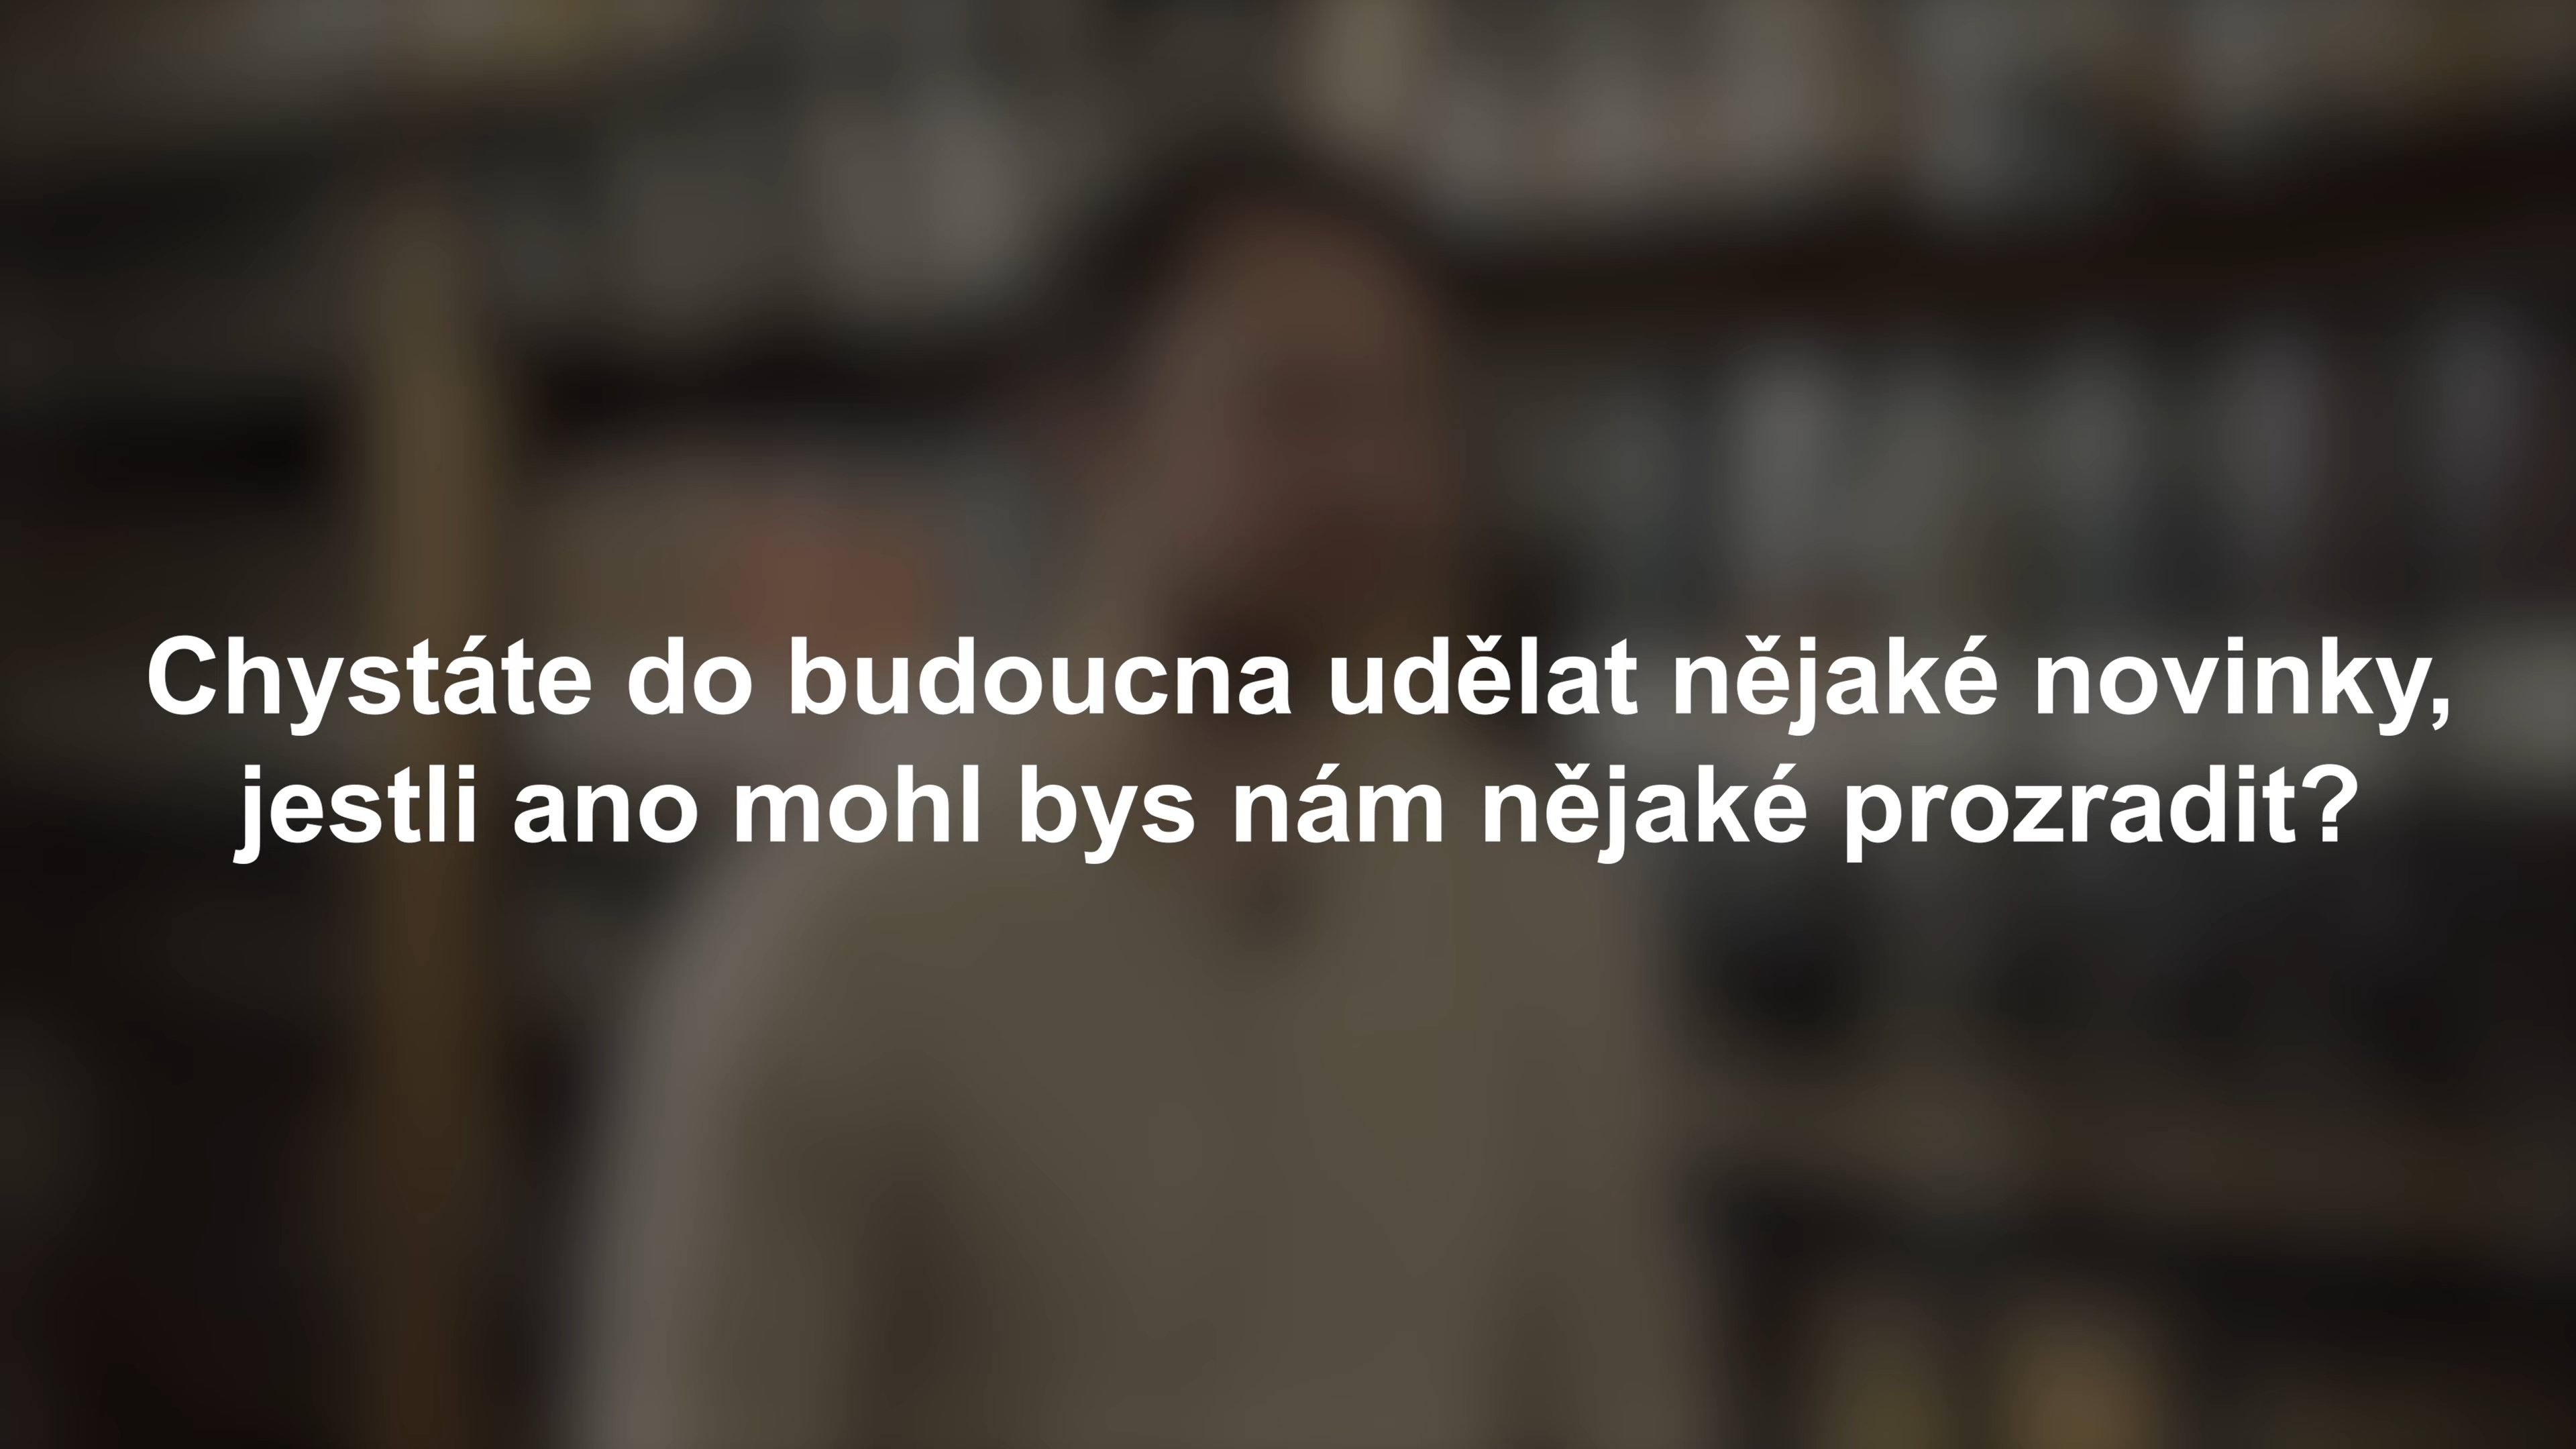 Chystáte do budoucna udělat nějaké novinky,
jestli ano mohl bys nám nějaké prozradit?